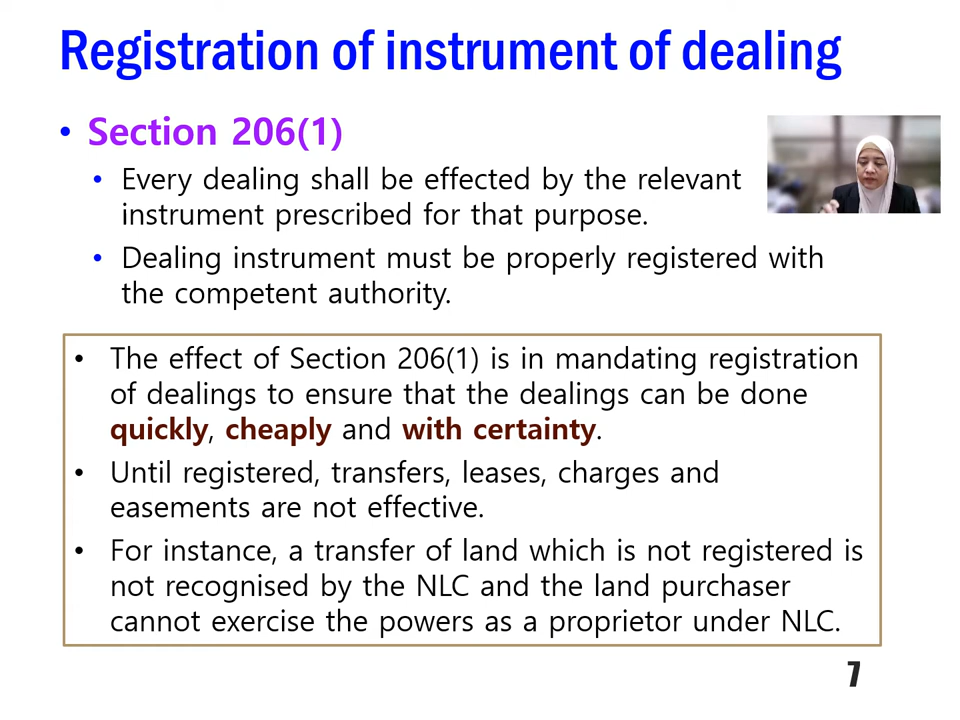 Registration of instrument of dealing
• Section 206(1)
• Every dealing shall be effected by the relevant
instrument prescribed for that purpose.
• Dealing instrument must be properly registered with
the competent authority.
• The effect of Section 206(1) is in mandating registration
of dealings to ensure that the dealings can be done
quickly, cheaply and with certainty.
• Until registered, transfers, leases, charges and
easements are not effective.
• For instance, a transfer of land which is not registered is
not recognised by the NLC and the land purchaser
cannot exercise the powers as a proprietor under NLC.
7